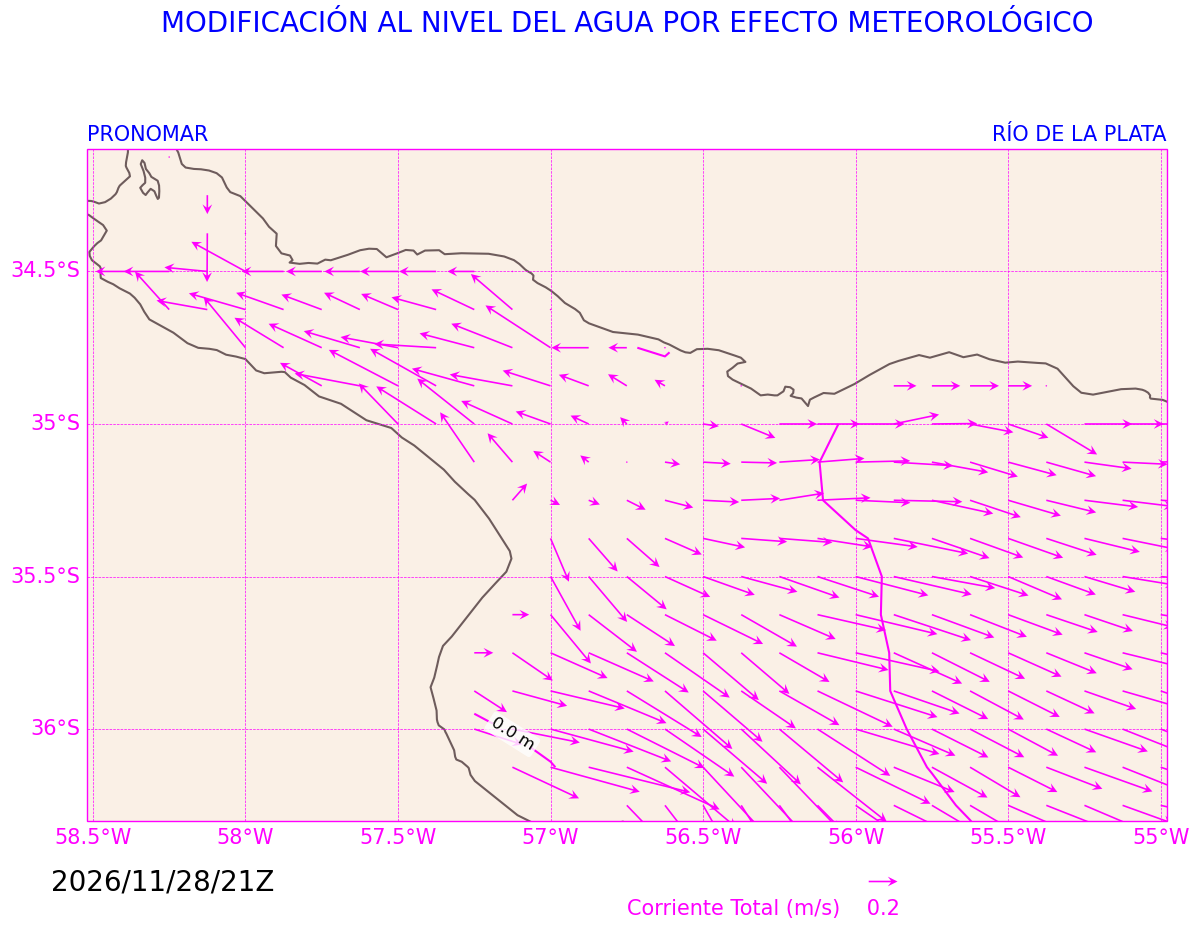 MODIFICACIÓN AL NIVEL DEL AGUA POR EFECTO METEOROLÓGICO
PRONOMAR
RÍO DE LA PLATA
34.5°S
35°S
35.5°S
36°S
0.0 m
58.5°W 58°W 57.5°W 57°W 56.5°W 56°W 55.5°W 55°W
2026/11/28/21Z
Corriente Total (m/s) 0.2